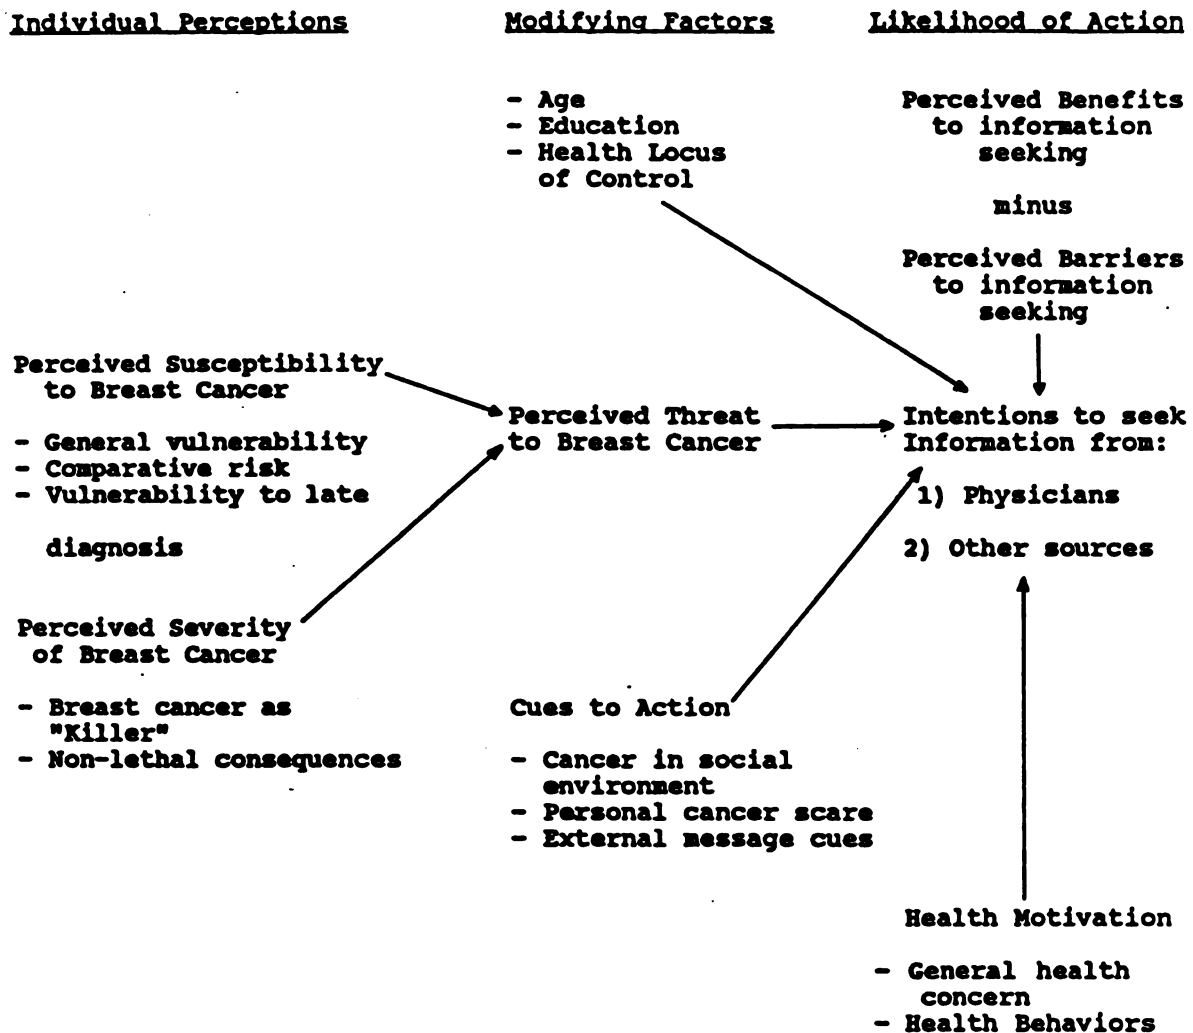 Individual Perceptions
Modifying Factors
Likelihood of Action
- Age
- Education
- Health Locus
of Control
Perceived Benefits
to information
seeking
minus
Perceived Barriers
to information
seeking
Perceived Susceptibility
to Breast Cancer
- General vulnerability
- Comparative risk
- Vulnerability to late
diagnosis
Perceived Threat
to Breast Cancer
Intentions to seek
Information from:
1) Physicians
2) Other sources
Perceived Severity
of Breast Cancer
- Breast cancer as
"Killer"
- Non-lethal consequences
Cues to Action
- Cancer in social
environment
- Personal cancer scare
- External message cues
Health Motivation
- General health
concern
- Health Behaviors